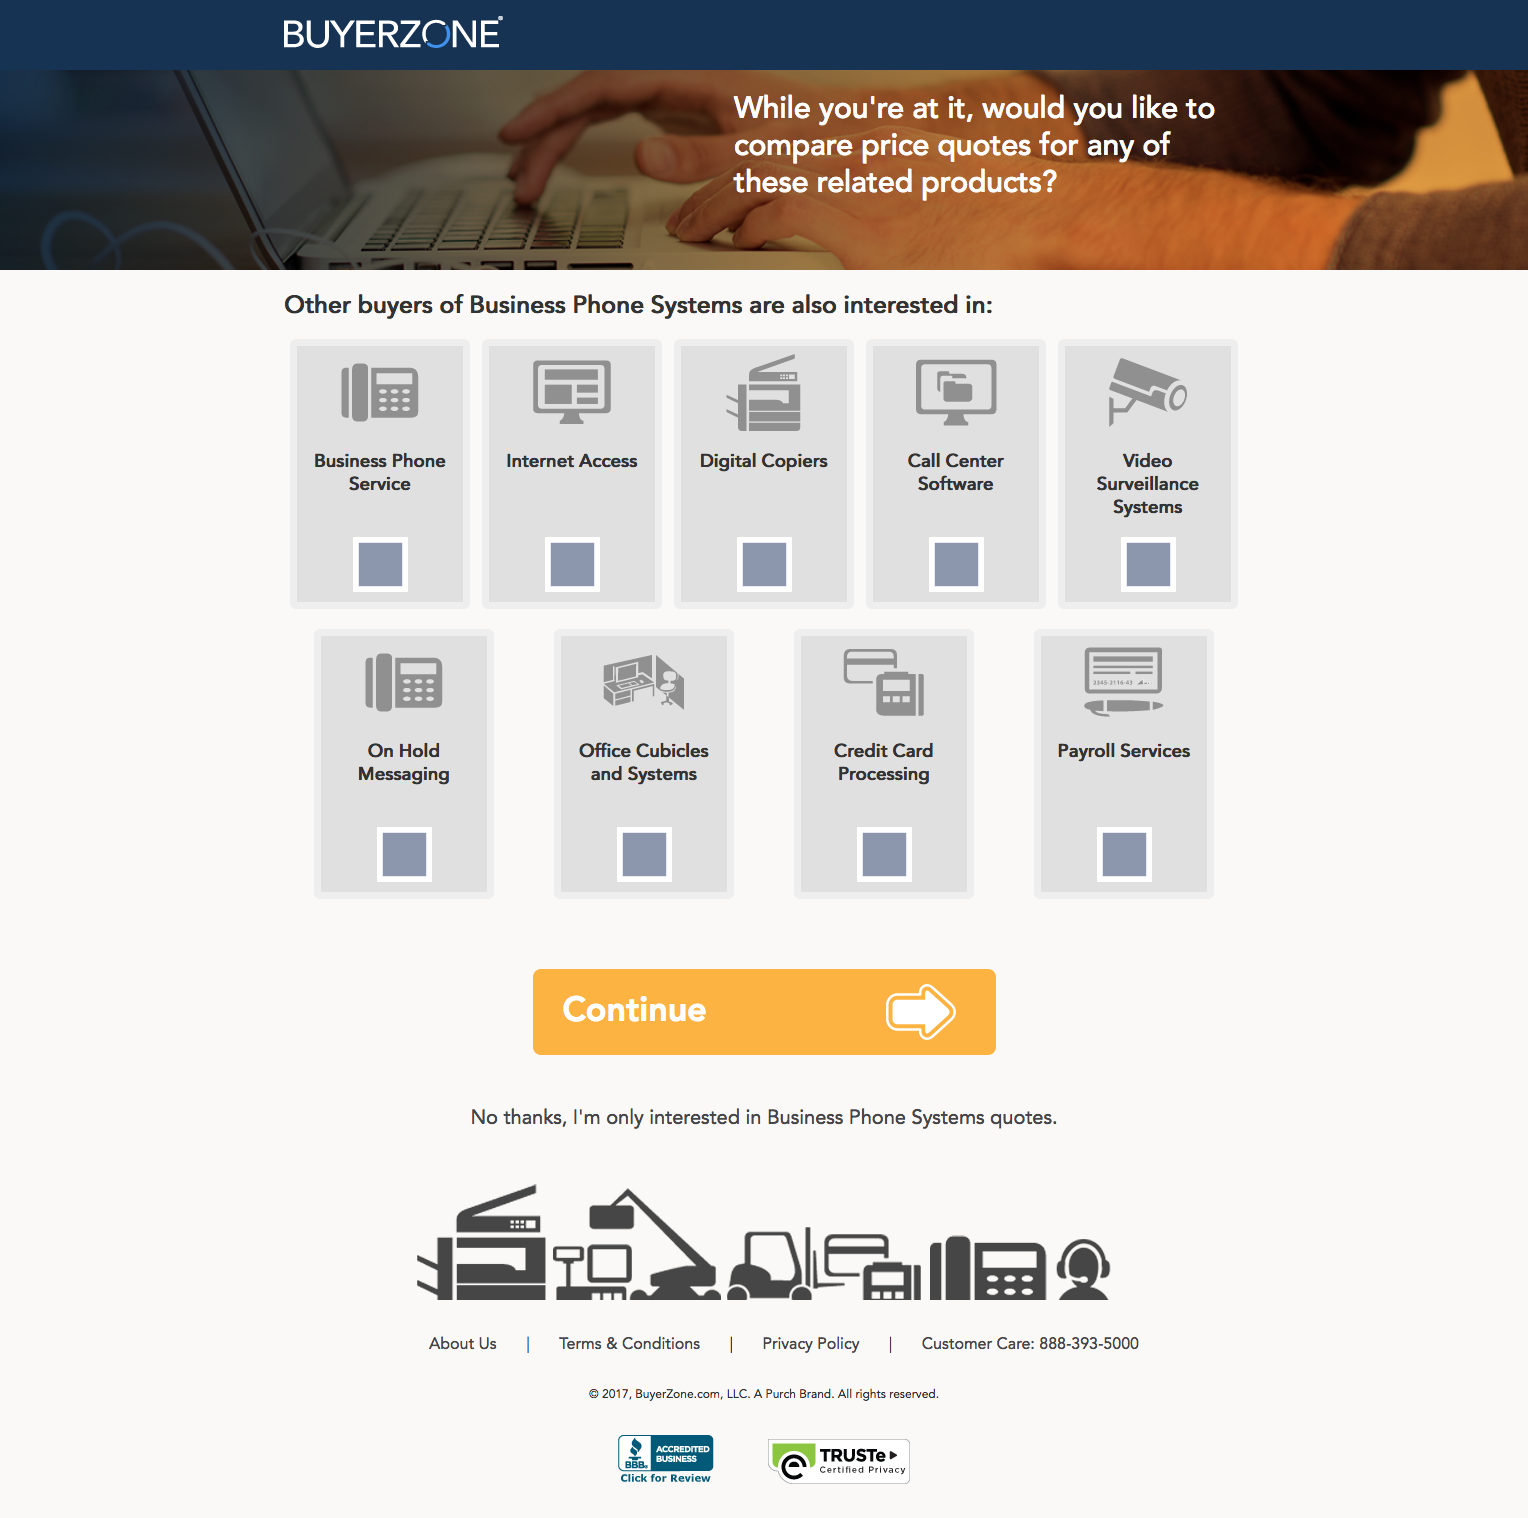 BUYERZONE®
While you're at it, would you like to
compare price quotes for any of
these related products?
Other buyers of Business Phone Systems are also interested in:
Business Phone
Service
Internet Access
Digital Copiers
Call Center
Software
Video
Surveillance
Systems
On Hold
Messaging
Office Cubicles
and Systems
Credit Card
Processing
2345-2116-43
Payroll Services
Continue
No thanks, I'm only interested in Business Phone Systems quotes.
About Us | Terms & Conditions | Privacy Policy | Customer Care: 888-393-5000
© 2017, BuyerZone.com, LLC. A Purch Brand. All rights reserved.
BBB.
ACCREDITED
BUSINESS
Click for Review
TRUSTe
Certified Privacy